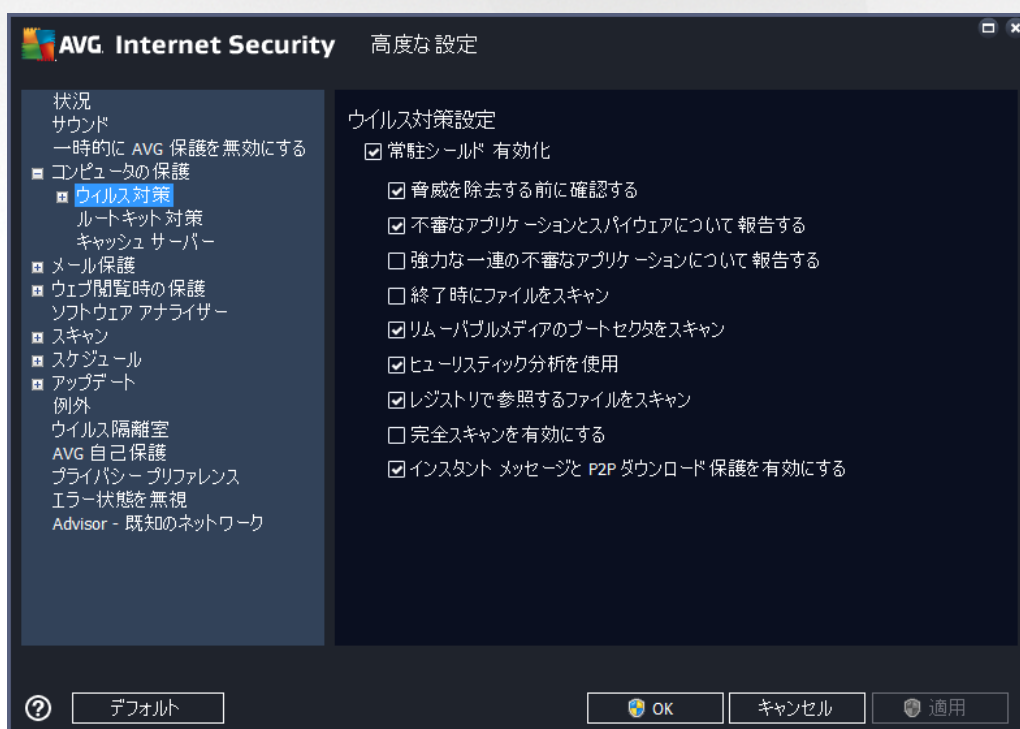 AVG Internet Security 高度な設定
状況
サウンド
一時的に AVG 保護を無効にする
コンピュータの保護
ウイルス対策
ルートキット対策
キャッシュ サーバー
メール保護
ウェブ閲覧時の保護
ソフトウェア アナライザー
スキャン
スケジュール
アップデート
例外
ウイルス隔離室
AVG 自己保護
プライバシー プリファレンス
エラー状態を無視
Advisor - 既知のネットワーク
ウイルス対策設定
常駐シールド 有効化
脅威を除去する前に確認する
不審なアプリケーションとスパイウェアについて報告する
強力な一連の不審なアプリケーションについて報告する
終了時にファイルをスキャン
リムーバブルメディアのブートセクタをスキャン
ヒューリスティック分析を使用
レジストリで参照するファイルをスキャン
完全スキャンを有効にする
インスタント メッセージと P2P ダウンロード保護を有効にする
デフォルト
OK
キャンセル
適用